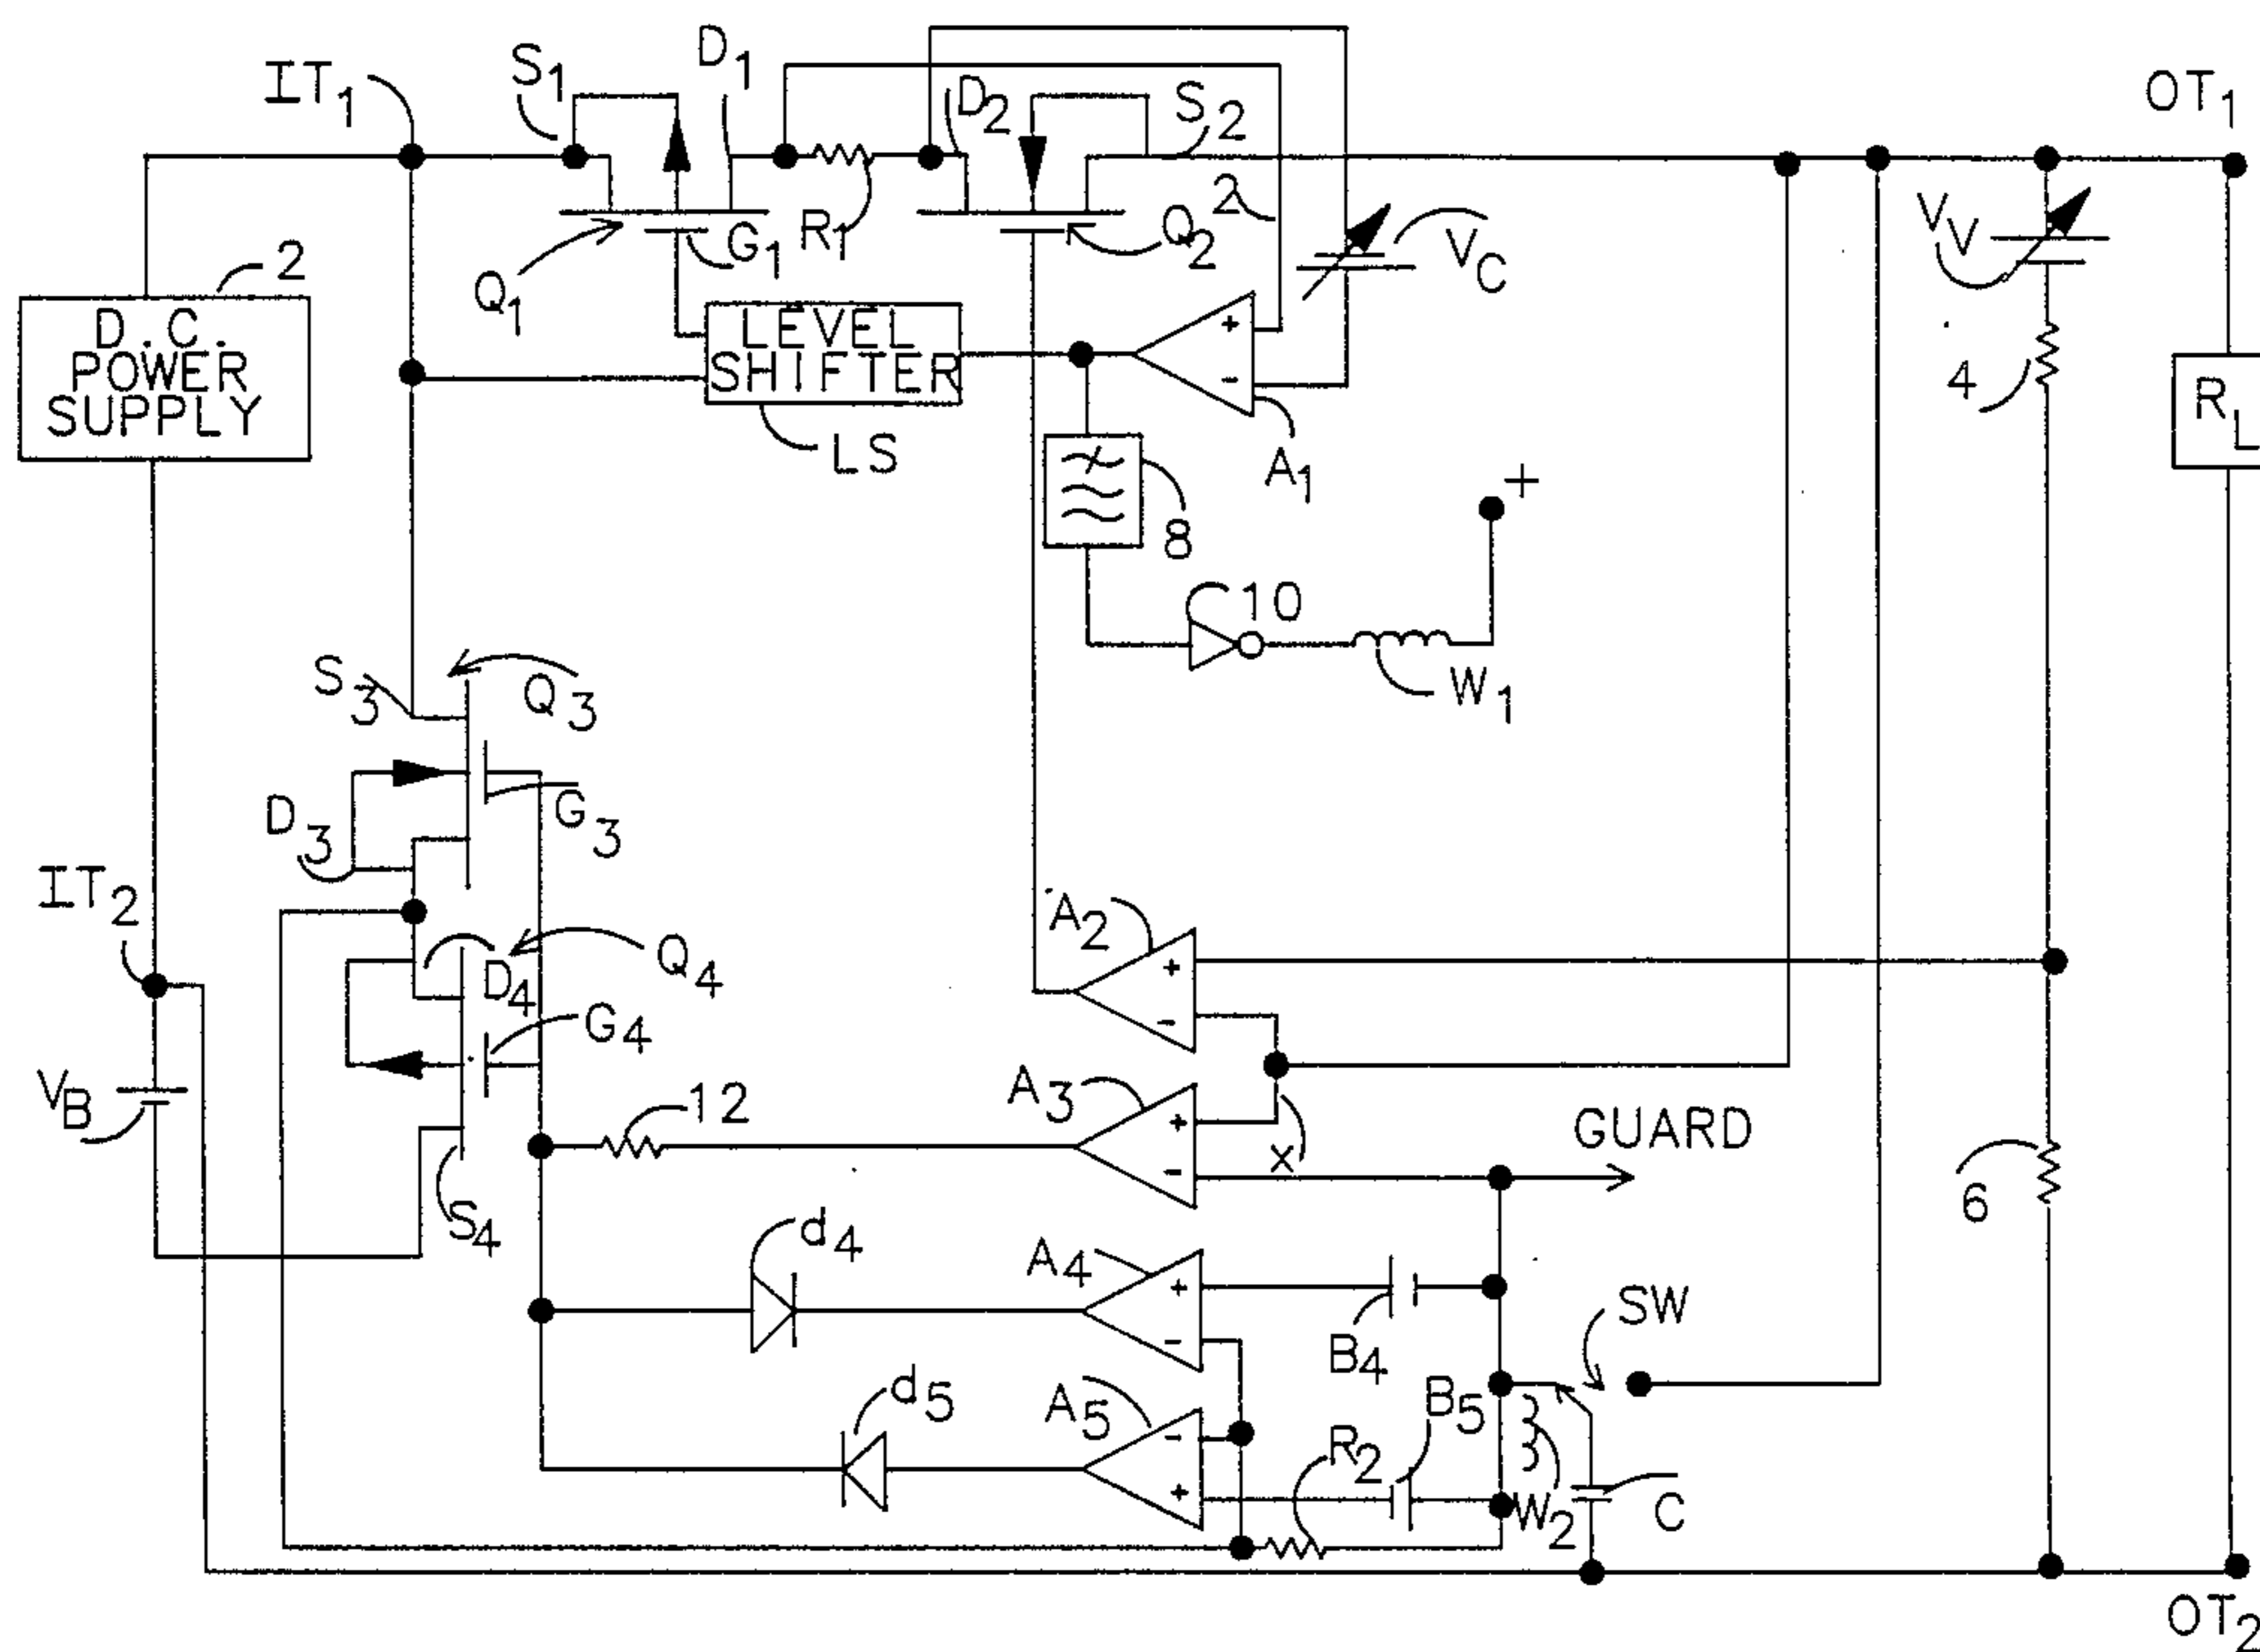 IT1
S1
D1
D2
S2
OT1
2
Q1
G1
R1
Q2
2
VC
VV
D.C.
POWER
SUPPLY
LEVEL
SHIFTER
+
-
4
RL
LS
A1
8
+
10
W1
S3
Q3
D3
G3
IT2
A2
+
-
D4
Q4
G4
VB
12
A3
+
-
x
GUARD
6
S4
d4
A4
+
-
B4
SW
d5
A5
-
+
B5
R2
W2
C
OT2